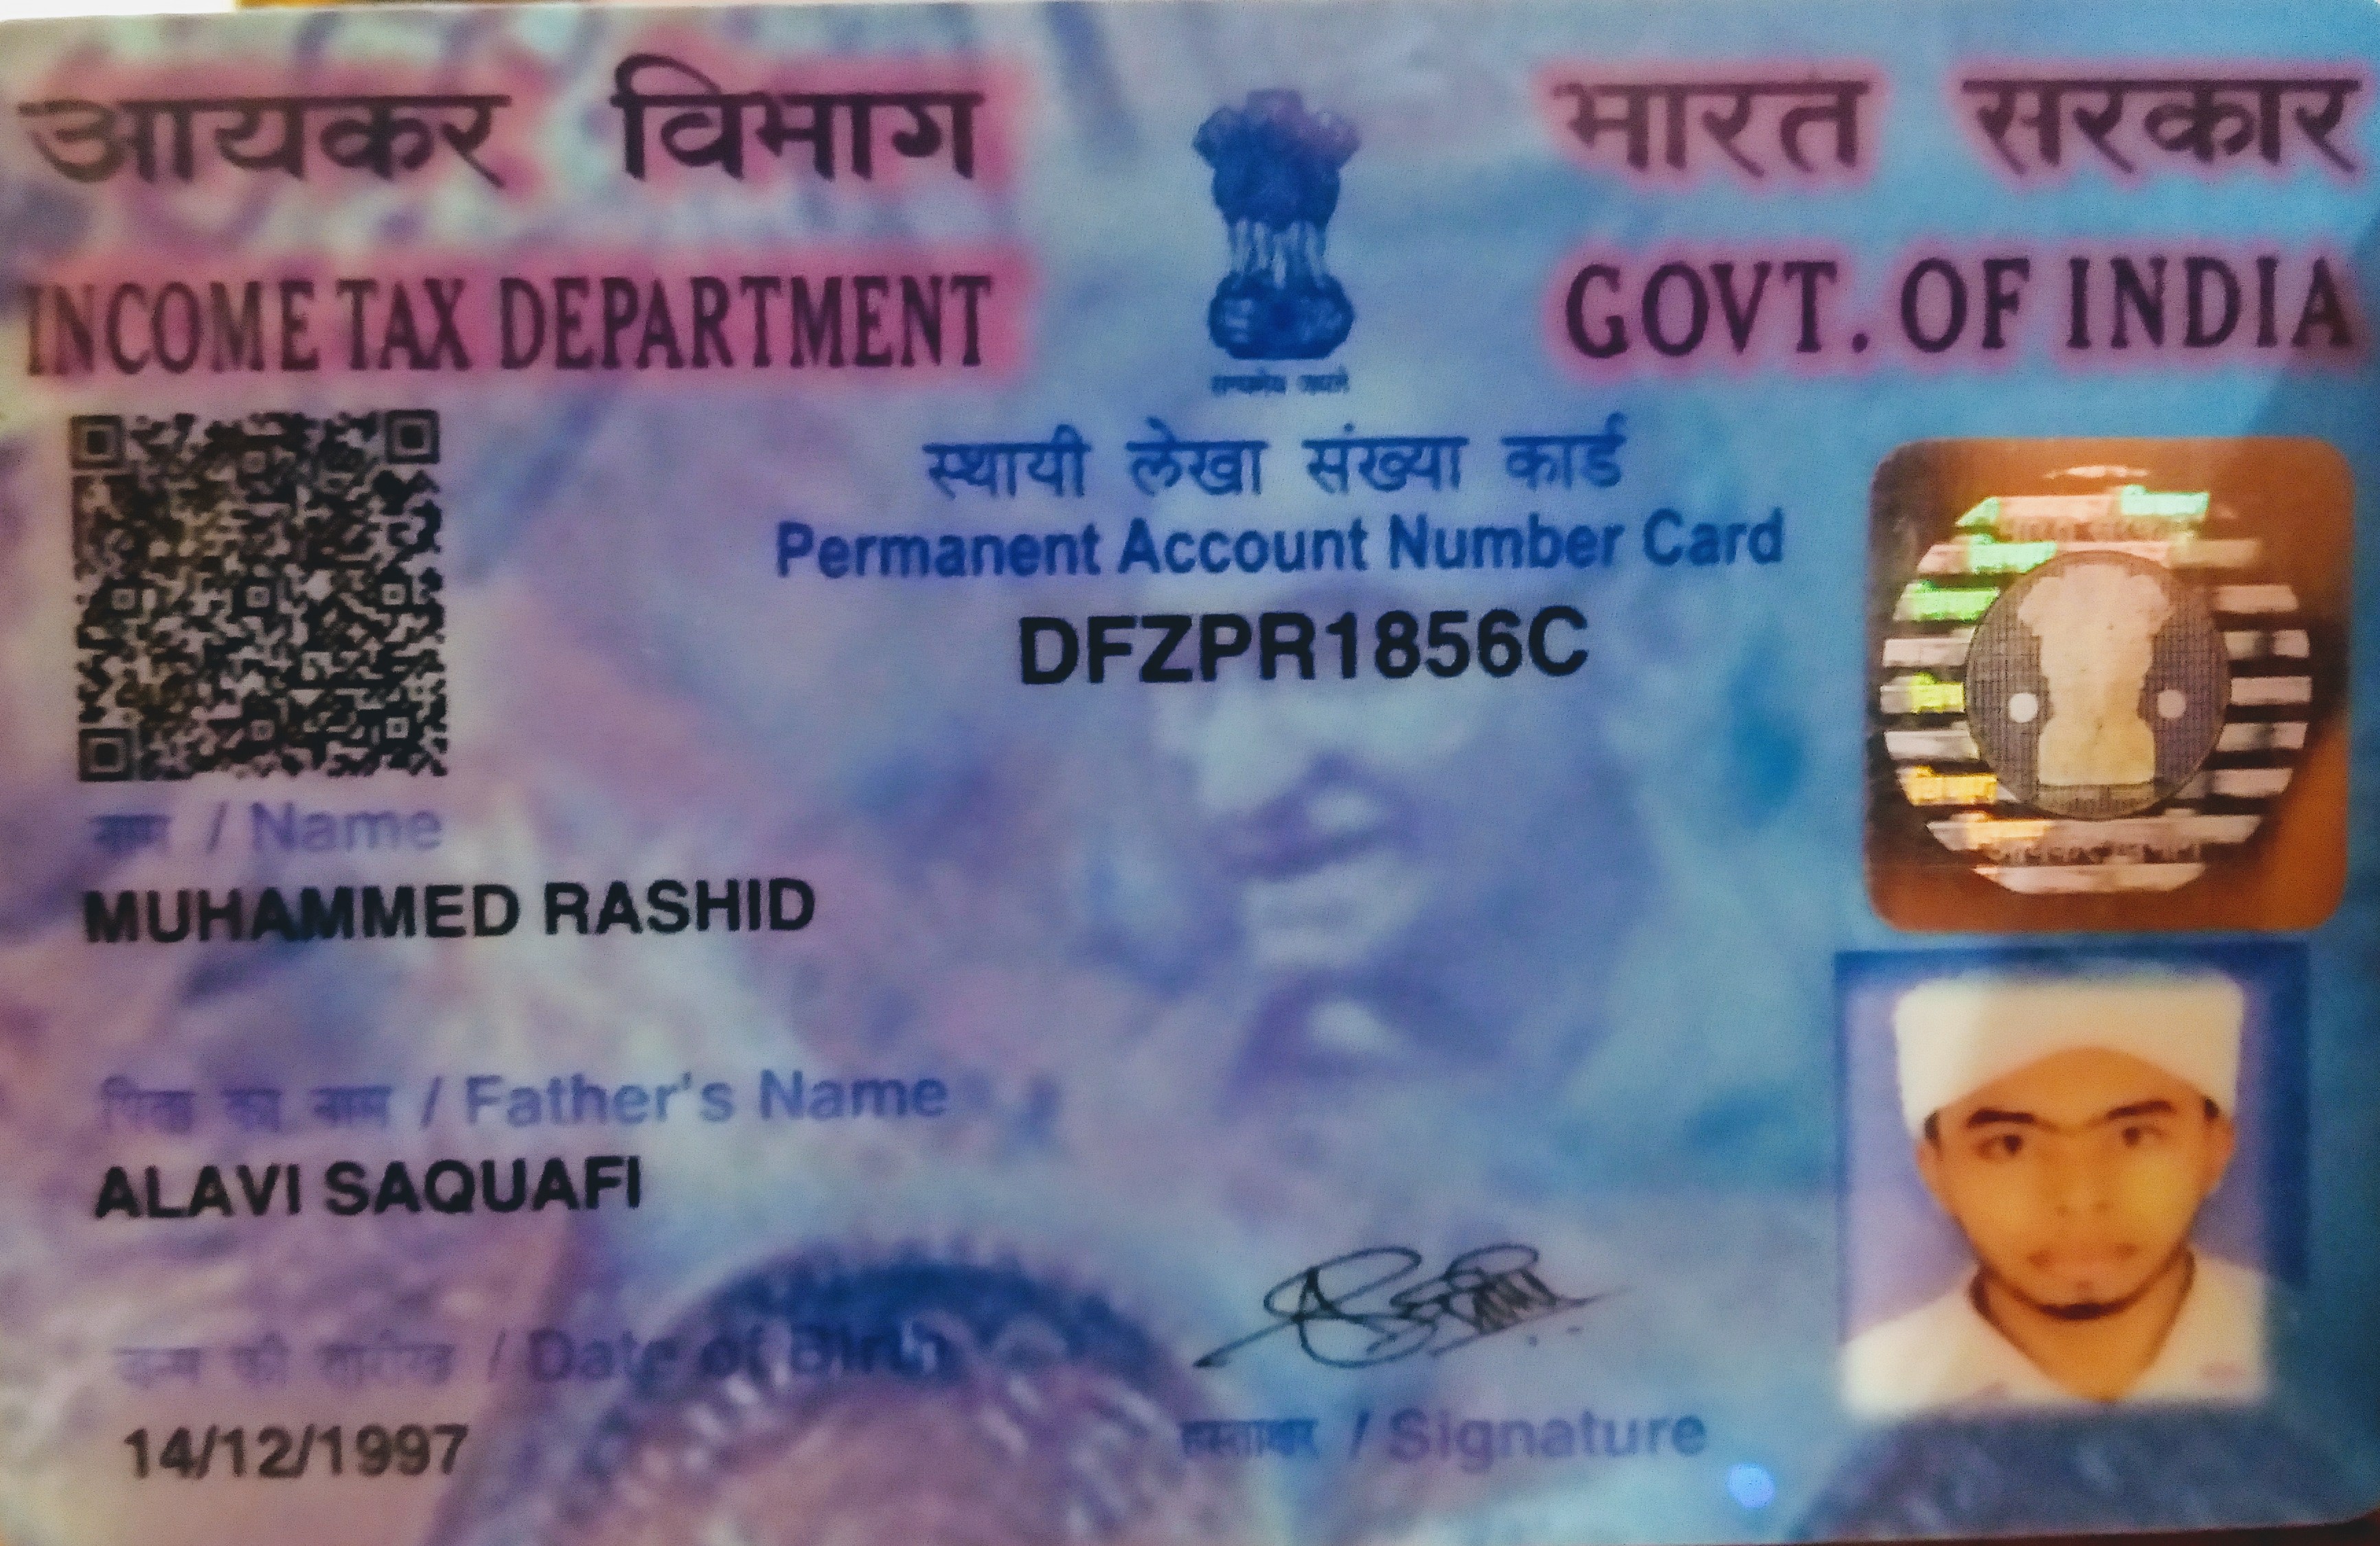 आयकर विभाग
INCOME TAX DEPARTMENT
भारत सरकार
GOVT. OF INDIA
सत्यमेव जयते
स्थायी लेखा संख्या कार्ड
Permanent Account Number Card
DFZPR1856C
नाम / Name
MUHAMMED RASHID
पिता का नाम / Father's Name
ALAVI SAQUAFI
जन्म की तारीख / Date of Birth
14/12/1997
हस्ताक्षर / Signature